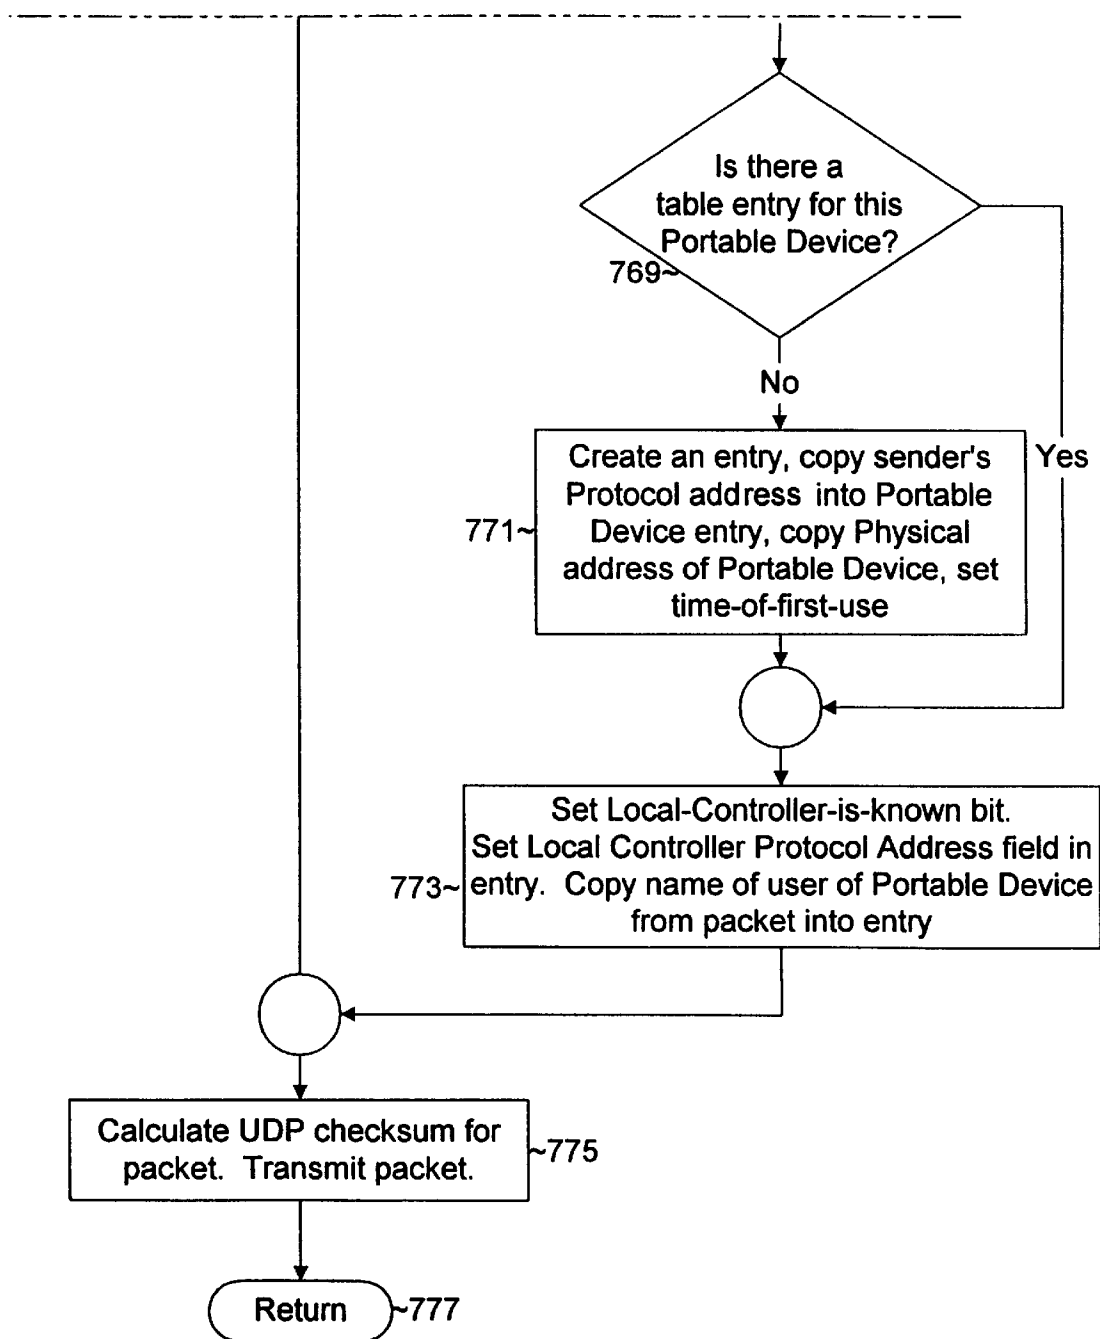 Is there a
table entry for this
Portable Device?
769~
No
Create an entry, copy sender's
Protocol address into Portable
Device entry, copy Physical
address of Portable Device, set
time-of-first-use
Yes
771~
Set Local-Controller-is-known bit.
Set Local Controller Protocol Address field in
entry. Copy name of user of Portable Device
from packet into entry
773~
Calculate UDP checksum for
packet. Transmit packet.
~775
Return
~777